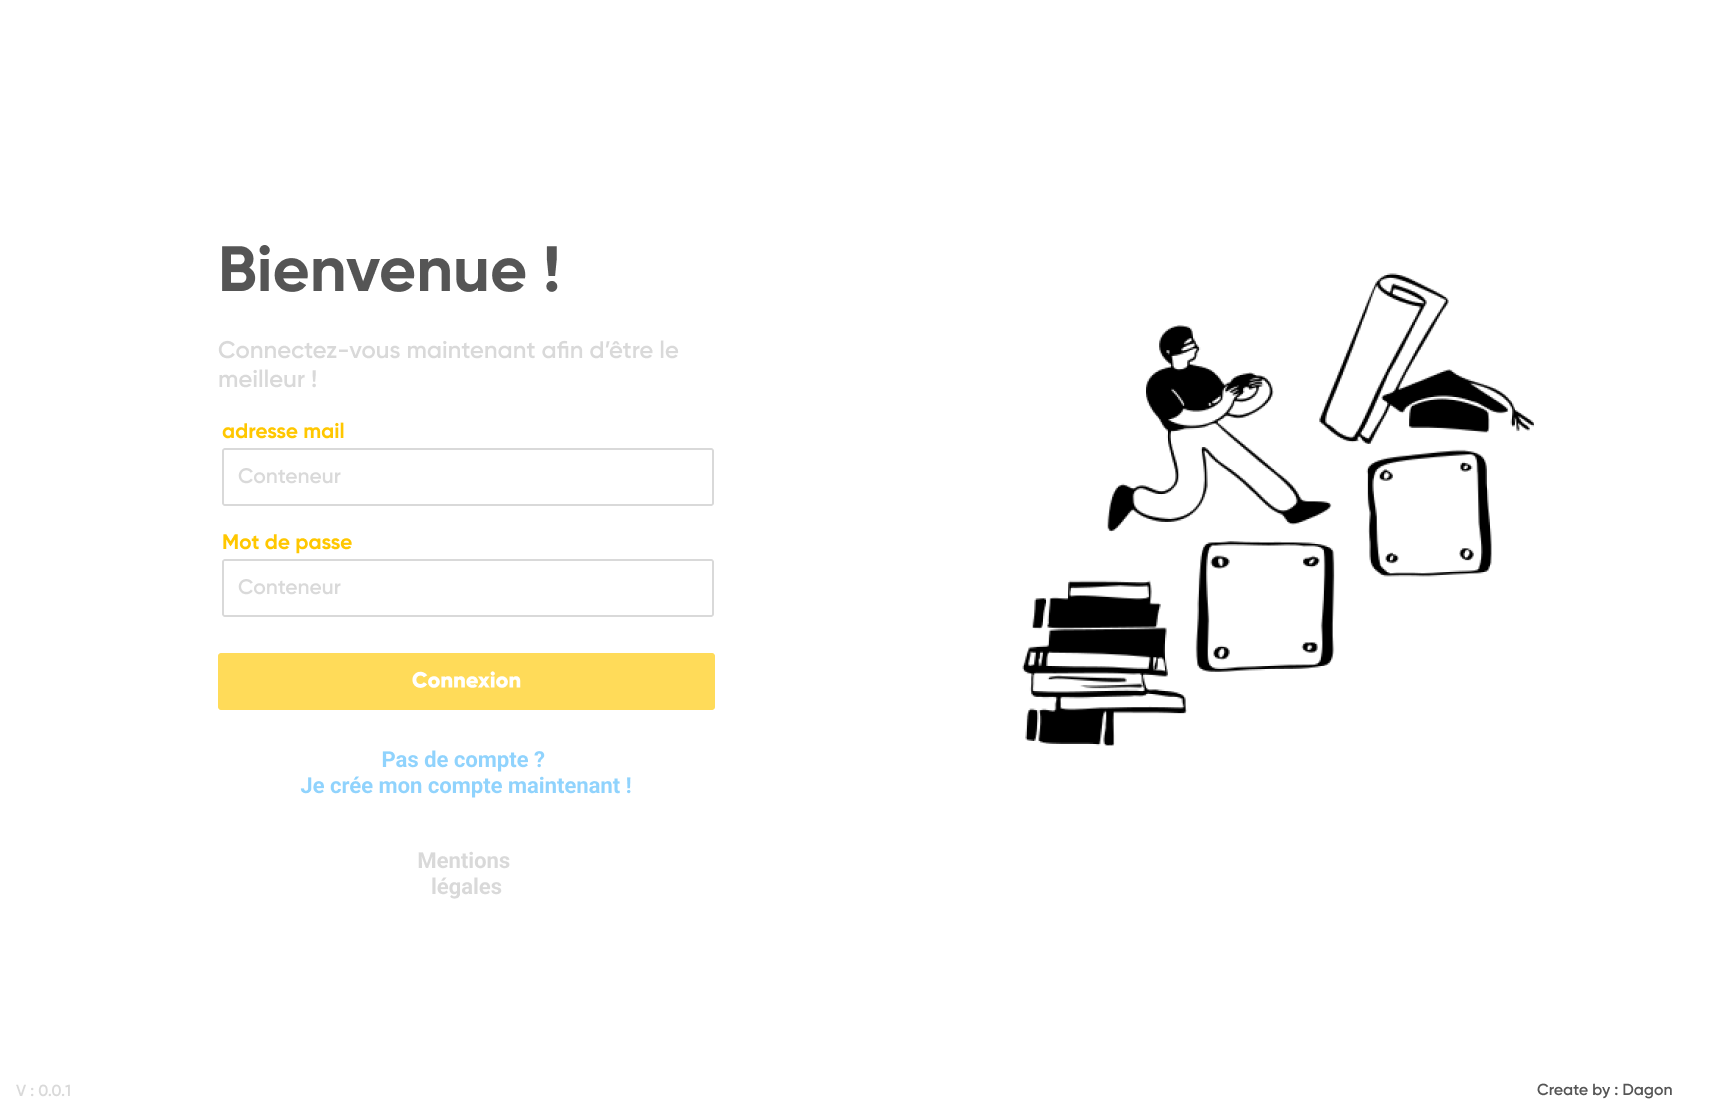 Bienvenue !
Connectez-vous maintenant afin d’être le
meilleur !
adresse mail
Conteneur
Mot de passe
Conteneur
Connexion
Pas de compte ?
Je crée mon compte maintenant !
Mentions
légales
V : 0.0.1
Create by : Dagon